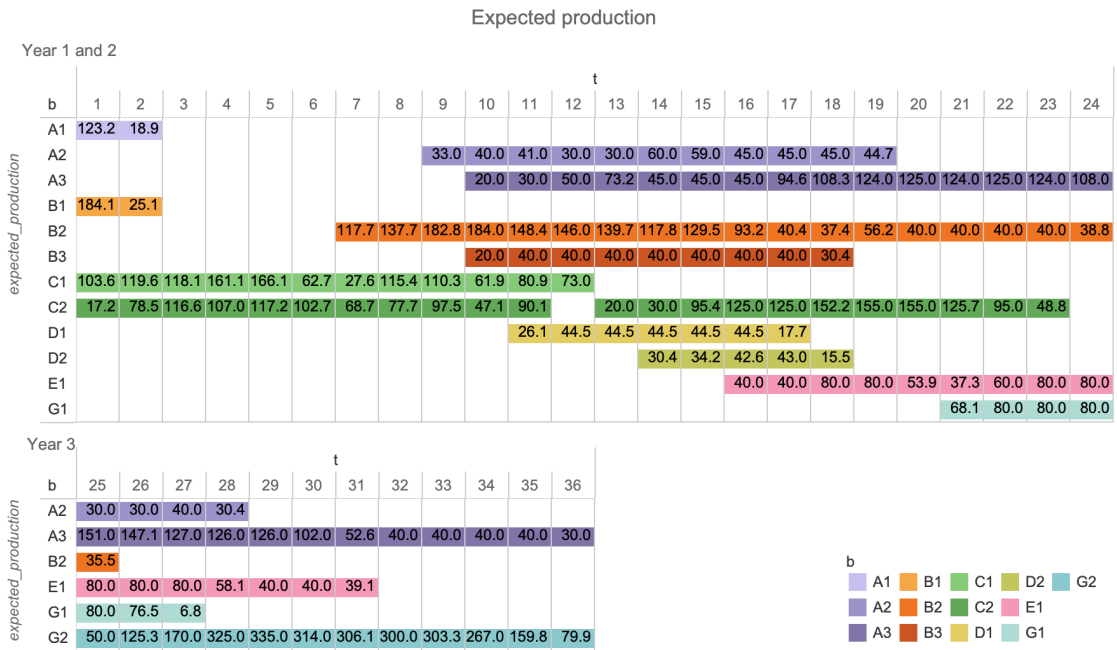 Expected production
Year 1 and 2
t
b 1 2 3 4 5 6 7 8 9 10 11 12 13 14 15 16 17 18 19 20 21 22 23 24
expected_production
A1 123.2 18.9
A2 33.0 40.0 41.0 30.0 30.0 60.0 59.0 45.0 45.0 45.0 44.7
A3 20.0 30.0 50.0 73.2 45.0 45.0 45.0 94.6 108.3 124.0 125.0 124.0 125.0 124.0 108.0
B1 184.1 25.1
B2 117.7 137.7 182.8 184.0 148.4 146.0 139.7 117.8 129.5 93.2 40.4 37.4 56.2 40.0 40.0 40.0 40.0 38.8
B3 20.0 40.0 40.0 40.0 40.0 40.0 40.0 40.0 30.4
C1 103.6 119.6 118.1 161.1 166.1 62.7 27.6 115.4 110.3 61.9 80.9 73.0
C2 17.2 78.5 116.6 107.0 117.2 102.7 68.7 77.7 97.5 47.1 90.1 20.0 30.0 95.4 125.0 125.0 152.2 155.0 155.0 125.7 95.0 48.8
D1 26.1 44.5 44.5 44.5 44.5 44.5 17.7
D2 30.4 34.2 42.6 43.0 15.5
E1 40.0 40.0 80.0 80.0 53.9 37.3 60.0 80.0 80.0
G1 68.1 80.0 80.0 80.0
Year 3
t
b 25 26 27 28 29 30 31 32 33 34 35 36
expected_production
A2 30.0 30.0 40.0 30.4
A3 151.0 147.1 127.0 126.0 126.0 102.0 52.6 40.0 40.0 40.0 40.0 30.0
B2 35.5
E1 80.0 80.0 80.0 58.1 40.0 40.0 39.1
G1 80.0 76.5 6.8
G2 50.0 125.3 170.0 325.0 335.0 314.0 306.1 300.0 303.3 267.0 159.8 79.9
b
A1 B1 C1 D2 G2
A2 B2 C2 E1
A3 B3 D1 G1